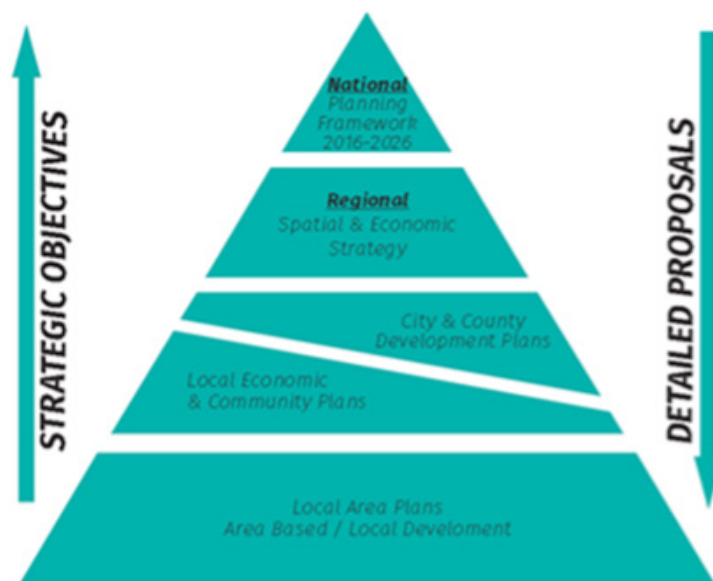 National
Planning
Framework
2016-2026
STRATEGIC OBJECTIVES
DETAILED PROPOSALS
Regional
Spatial & Economic
Strategy
City & County
Development Plans
Local Economic
& Community Plans
Local Area Plans
Area Based / Local Develoment